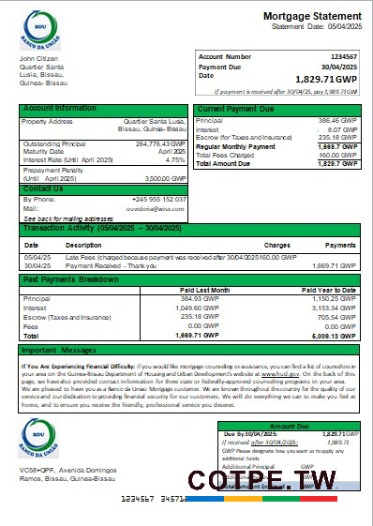 BDU
BANCO DA UNIÃO
Mortgage Statement
Statement Date: 05/04/2025
John Citizen
Quartier Santa
Lusia, Bissau,
Guinea- Bissau
Account Number 1234567
Payment Due 30/04/2025
Date 1,829.71GWP
if payment is received after 30/04/25, pay 1,989.71GWP
Account Information
Property Address Quartier Santa Lusia,
Bissau, Guinea- Bissau
Outstanding Principal 264,776.43GWP
Maturity Date April 2025
Interest Rate (Until April 2025) 4.75%
Prepayment Penalty
(Until April 2025) 3,500.00 GWP
Contact Us
By Phone: +245 955 152 037
Mail: ouvidoria@wise.com
See back for mailing addresses
Current Payment Due
Principal 386.46 GWP
Interest 8.07 GWP
Escrow (for Taxes and Insurance) 235.18 GWP
Regular Monthly Payment 1,669.7 GWP
Total Fees Charged 160.00 GWP
Total Amount Due 1,829.7 GWP
Transaction Activity (05/04/2025 – 30/04/2025)
Date Description Charges Payments
05/04/25 Late Fees (charged because payment was received after 30/04/2025160.00 GWP
30/04/25 Payment Received – Thank you 1,669.71 GWP
Past Payments Breakdown
Paid Last Month Paid Year to Date
Principal 384.93 GWP 1,150.25 GWP
Interest 1,049.60 GWP 3,153.34 GWP
Escrow (Taxes and Insurance) 235.18 GWP 705.54 GWP
Fees 0.00 GWP 0.00 GWP
Total 1,669.71 GWP 5,009.13 GWP
Important Messages
If You Are Experiencing Financial Difficulty: If you would like mortgage counseling or assistance, you can find a list of counselors in
your area on the Guinea-Bissau Department of Housing and Urban Development's website at www.hud.gov. On the back of this
page, we have also provided contact information for three state or federally-approved counseling programs in your area.
We are pleased to have you as a Banco da União Mortgage customer. We are known throughout the country for the quality of our
service and our dedication to providing financial security for our customers. We will do everything we can to make you feel at
home, and to ensure you receive the friendly, professional service you deserve.
BDU
BANCO DA UNIÃO
VC58+QPF, Avenida Domingos
Ramos, Bissau, Guinea-Bissau
Amount Due
Due By30/04/2025: 1,829.71GWP
If received after 30/04/2025: 1,989.71
GWP Please designate how you want us to apply any
additional funds.
Additional Principal GWP
COTPE.TW
1234567